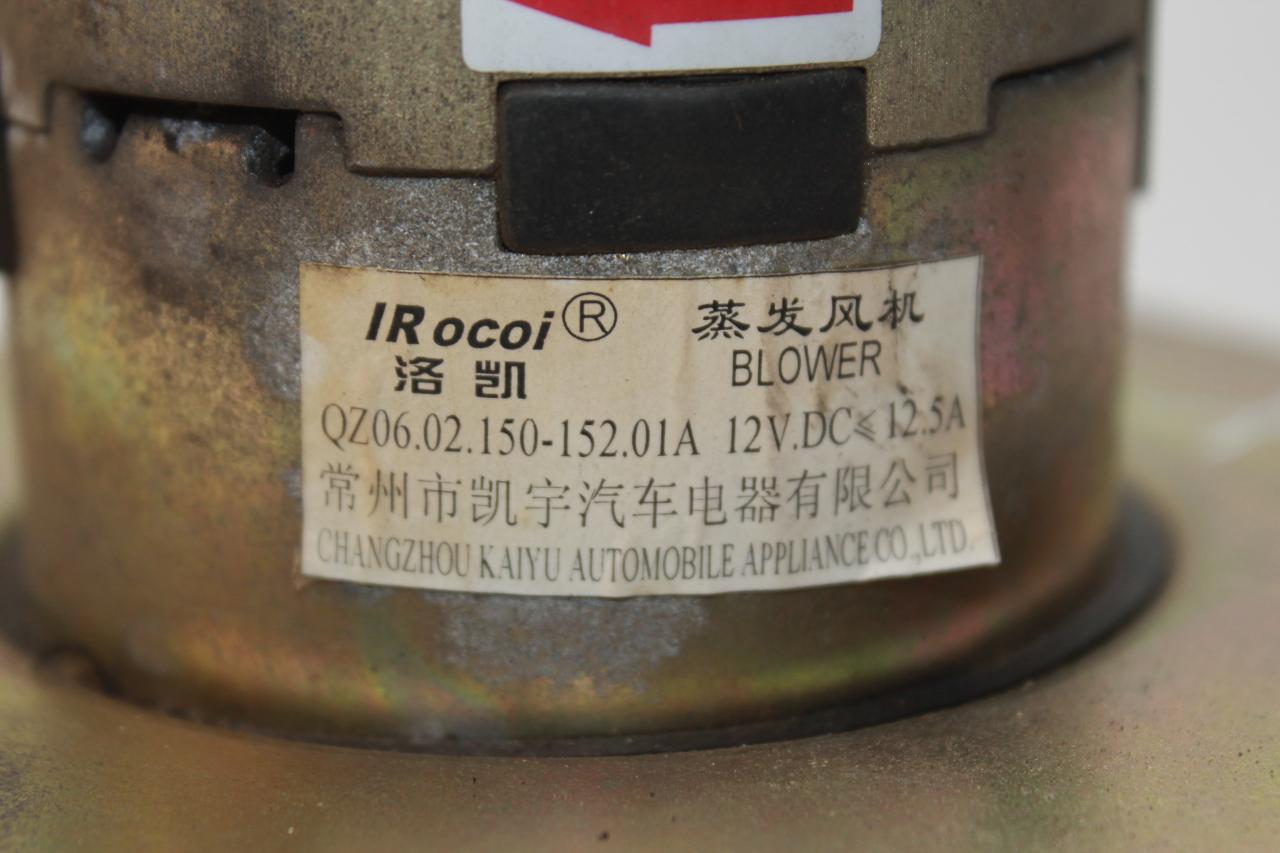 IRocoi® 蒸发风机
洛凯 BLOWER
QZ06.02.150-152.01A 12V.DC≤12.5A
常州市凯宇汽车电器有限公司
CHANGZHOU KAIYU AUTOMOBILE APPLIANCE CO.,LTD.